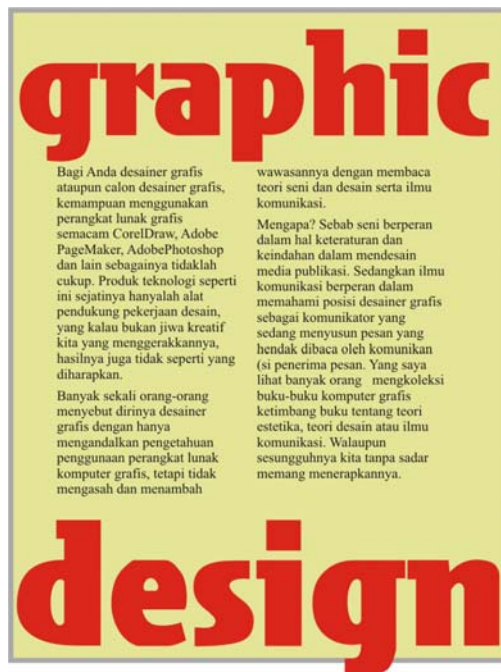 graphic
Bagi Anda desainer grafis
ataupun calon desainer grafis,
kemampuan menggunakan
perangkat lunak grafis
semacam CorelDraw, Adobe
PageMaker, AdobePhotoshop
dan lain sebagainya tidaklah
cukup. Produk teknologi seperti
ini sejatinya hanyalah alat
pendukung pekerjaan desain,
yang kalau bukan jiwa kreatif
kita yang menggerakkannya,
hasilnya juga tidak seperti yang
diharapkan.
Banyak sekali orang-orang
menyebut dirinya desainer
grafis dengan hanya
mengandalkan pengetahuan
penggunaan perangkat lunak
komputer grafis, tetapi tidak
mengasah dan menambah
wawasannya dengan membaca
teori seni dan desain serta ilmu
komunikasi.
Mengapa? Sebab seni berperan
dalam hal keteraturan dan
keindahan dalam mendesain
media publikasi. Sedangkan ilmu
komunikasi berperan dalam
memahami posisi desainer grafis
sebagai komunikator yang
sedang menyusun pesan yang
hendak dibaca oleh komunikan
(si penerima pesan. Yang saya
lihat banyak orang mengkoleksi
buku-buku komputer grafis
ketimbang buku tentang teori
estetika, teori desain atau ilmu
komunikasi. Walaupun
sesungguhnya kita tanpa sadar
memang menerapkannya.
design